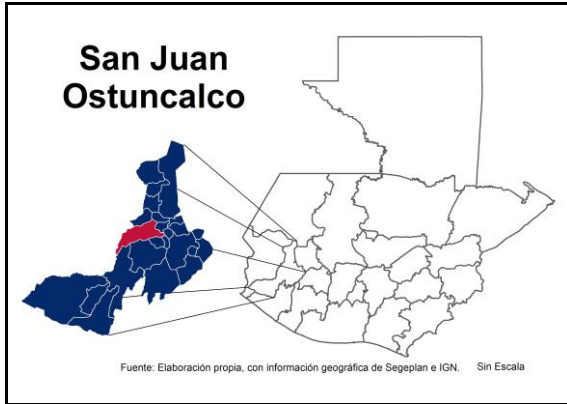 San Juan
Ostuncalco
Fuente: Elaboración propia, con información geográfica de Segeplan e IGN. Sin Escala